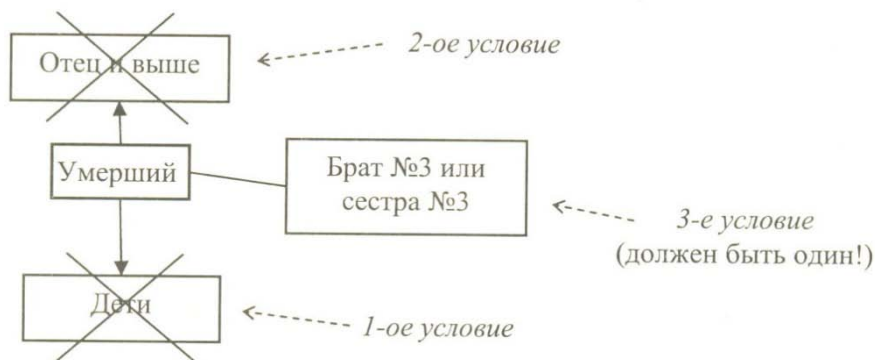 2-ое условие
Отец и выше
Умерший
Брат №3 или
сестра №3
3-е условие
(должен быть один!)
Дети
1-ое условие